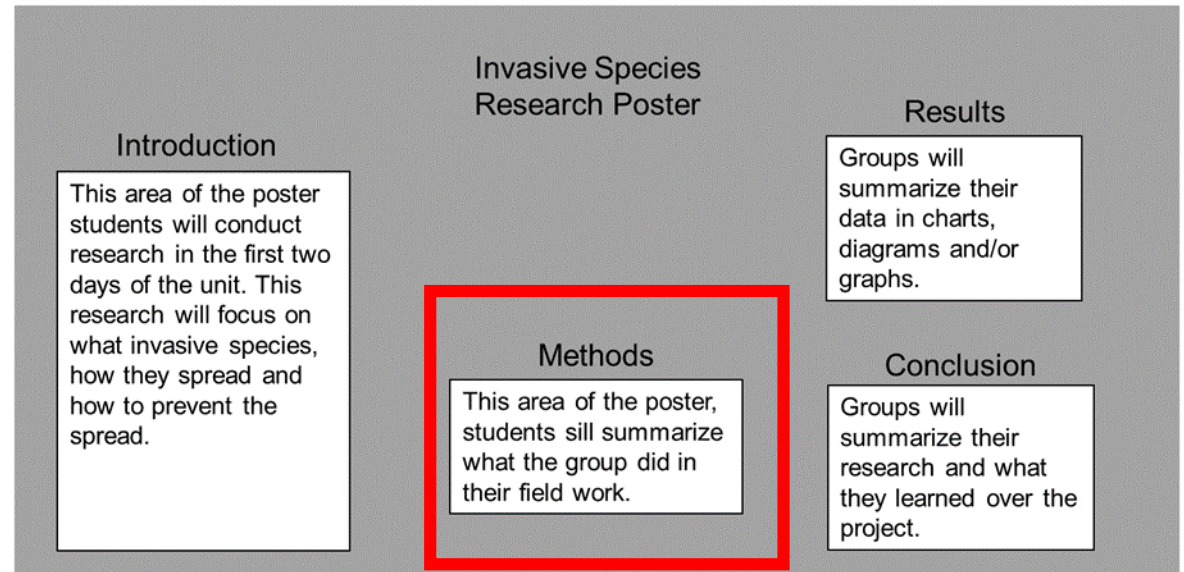 Invasive Species
Research Poster
Introduction
This area of the poster
students will conduct
research in the first two
days of the unit. This
research will focus on
what invasive species,
how they spread and
how to prevent the
spread.
Methods
This area of the poster,
students sill summarize
what the group did in
their field work.
Results
Groups will
summarize their
data in charts,
diagrams and/or
graphs.
Conclusion
Groups will
summarize their
research and what
they learned over the
project.